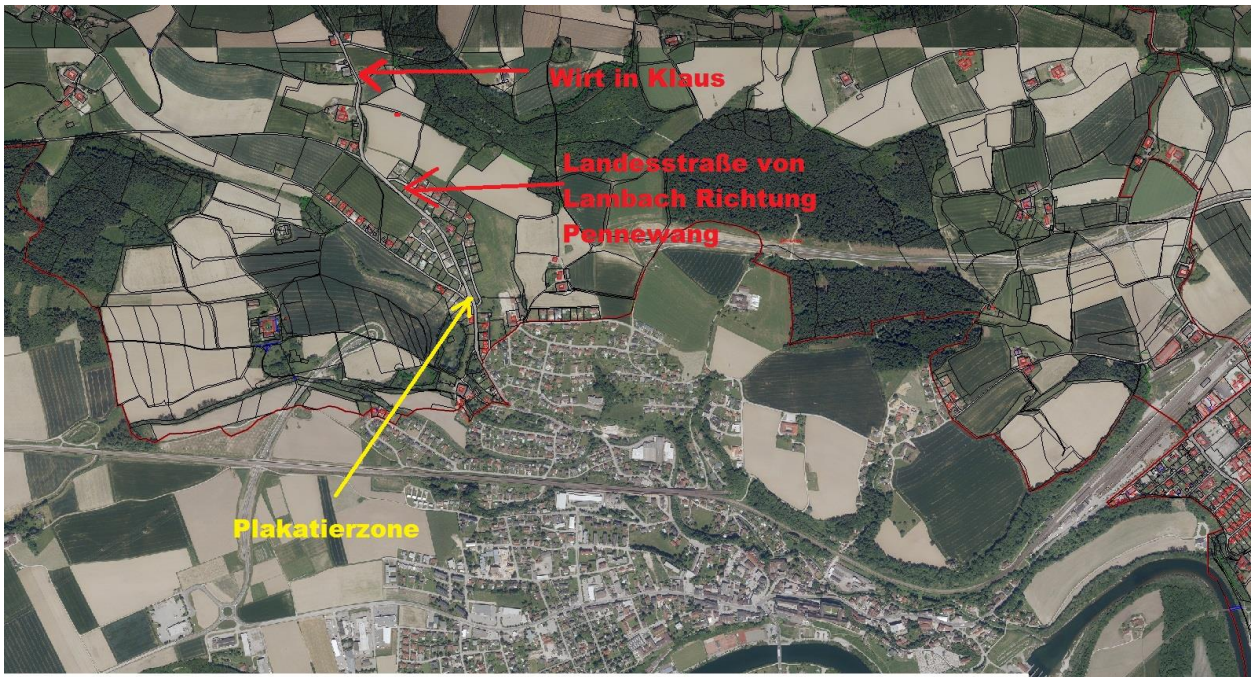 Wirt in Klaus
Landesstraße von
Lambach Richtung
Pennewang
Plakatierzone